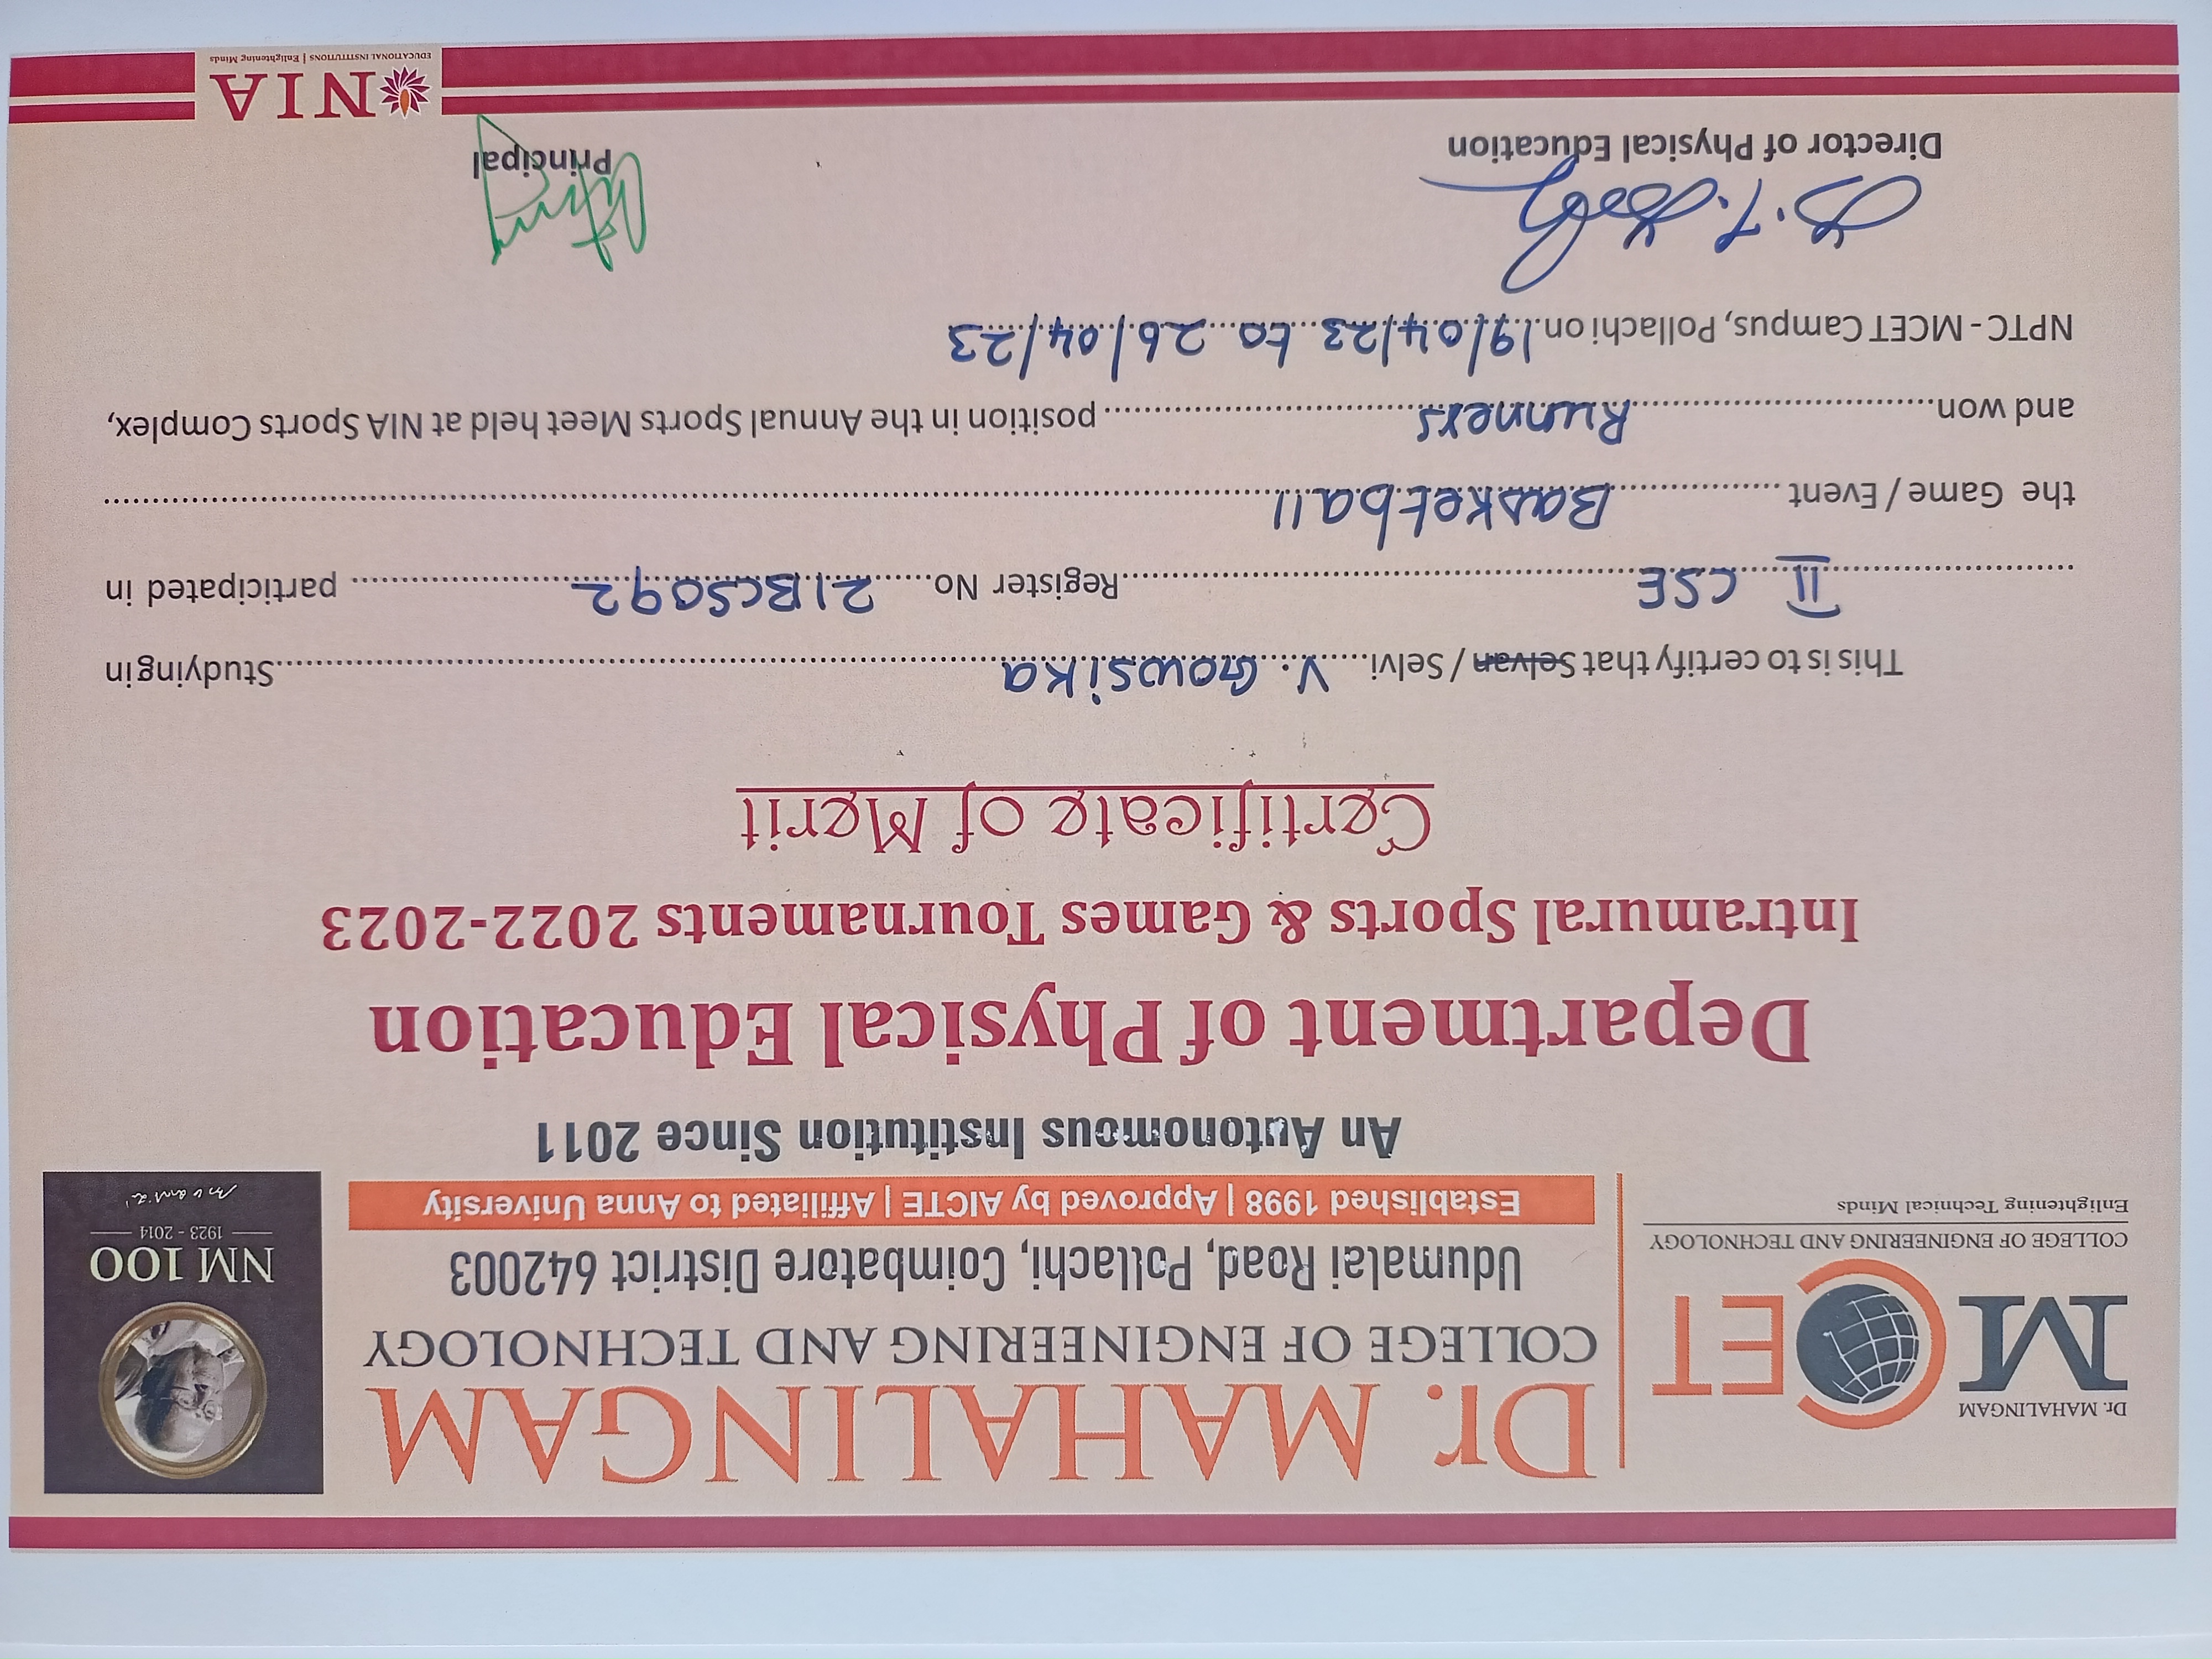 Dr. MAHALINGAM
MCET
COLLEGE OF ENGINEERING AND TECHNOLOGY
Enlightening Technical Minds
Dr. MAHALINGAM
COLLEGE OF ENGINEERING AND TECHNOLOGY
Udumalai Road, Pollachi, Coimbatore District 642003
Established 1998 | Approved by AICTE | Affiliated to Anna University
An Autonomous Institution Since 2011
NM 100
1923 - 2014
Department of Physical Education
Intramural Sports & Games Tournaments 2022-2023
Certificate of Merit
This is to certify that Selvan / Selvi V. Gowsika Studying in
II CSE Register No 21BCS092 participated in
the Game / Event Basketball
and won Runners position in the Annual Sports Meet held at NIA Sports Complex,
NPTC - MCET Campus, Pollachi on 19/04/23 to 26/04/23
Director of Physical Education
Principal
NIA
EDUCATIONAL INSTITUTIONS | Enlightening Minds